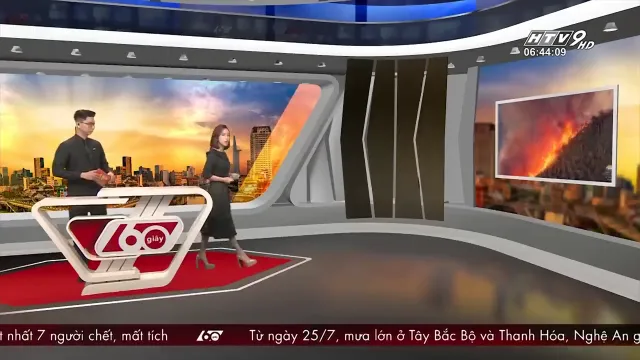 HTV9 HD
06:44:09
60 giây
t nhất 7 người chết, mất tích 60 Từ ngày 25/7, mưa lớn ở Tây Bắc Bộ và Thanh Hóa, Nghệ An g